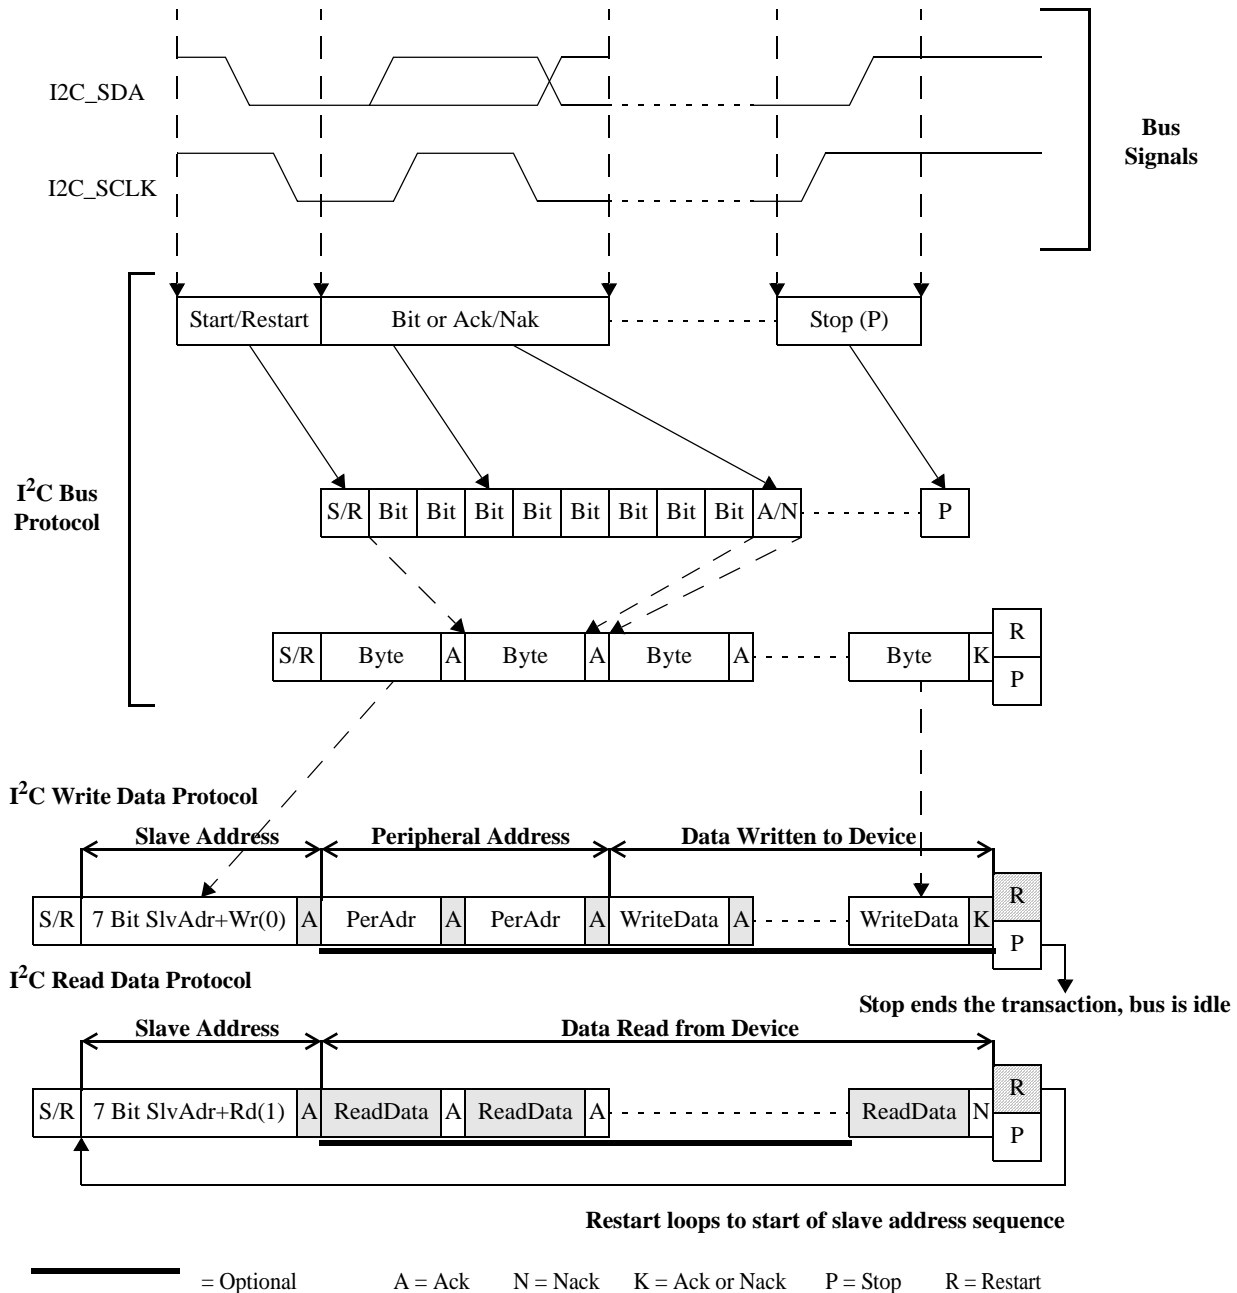 I2C_SDA
Bus
Signals
I2C_SCLK
Start/Restart Bit or Ack/Nak Stop (P)
I²C Bus
Protocol
S/R Bit Bit Bit Bit Bit Bit Bit Bit A/N P
S/R Byte A Byte A Byte A Byte K R
P
I²C Write Data Protocol
Slave Address Peripheral Address Data Written to Device
S/R 7 Bit SlvAdr+Wr(0) A PerAdr A PerAdr A WriteData A WriteData K R
P
I²C Read Data Protocol
Stop ends the transaction, bus is idle
Slave Address Data Read from Device
S/R 7 Bit SlvAdr+Rd(1) A ReadData A ReadData A ReadData N R
P
Restart loops to start of slave address sequence
= Optional A = Ack N = Nack K = Ack or Nack P = Stop R = Restart